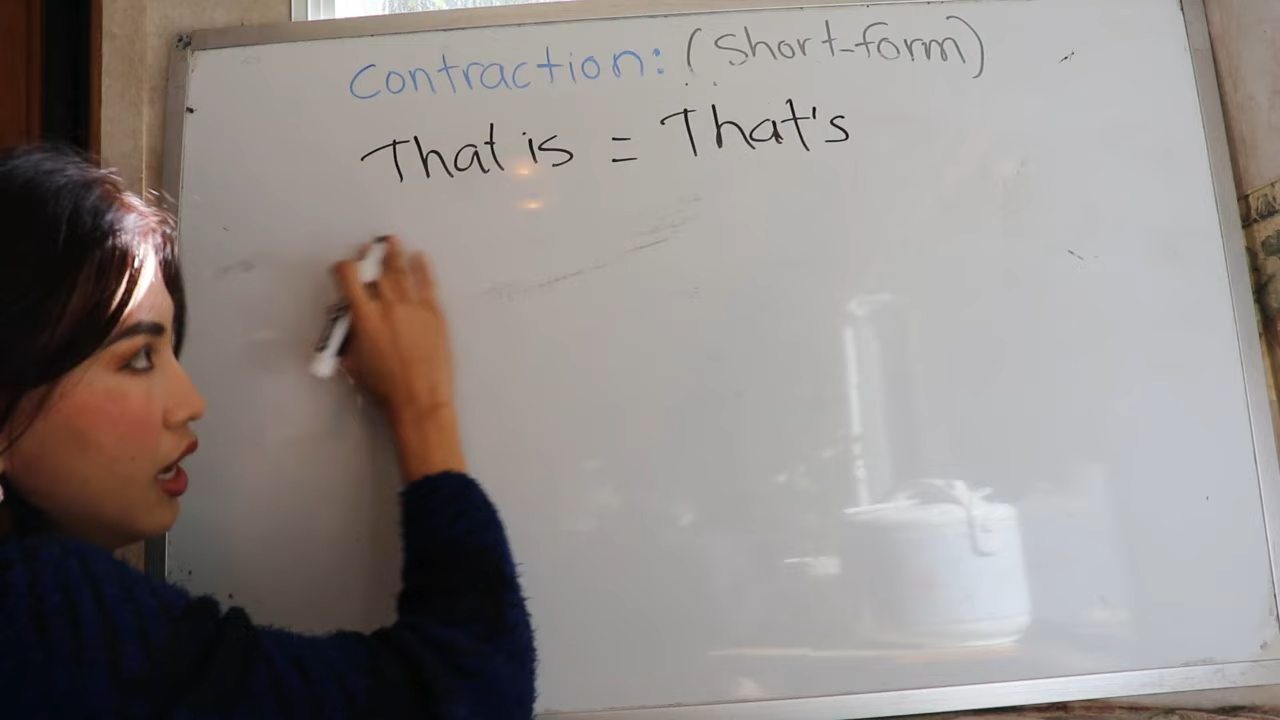 Contraction: (Short-form)
That is = That's